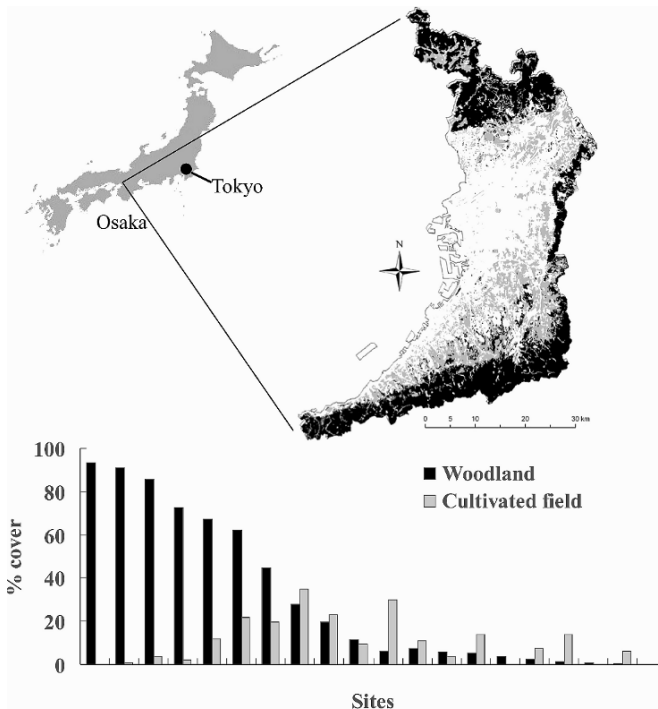 Tokyo
Osaka
N
0 5 10 20 30 km
100
80
60
40
20
0
% cover
Woodland
Cultivated field
Sites